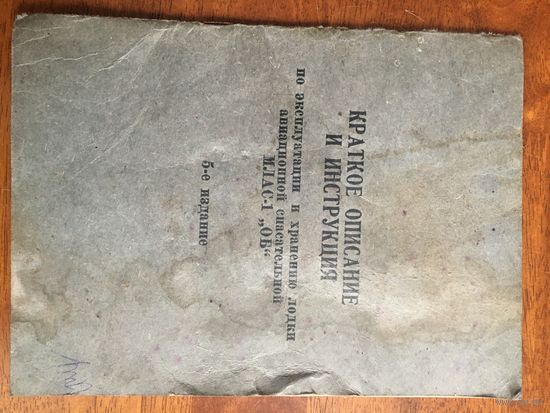 КРАТКОЕ ОПИСАНИЕ
И ИНСТРУКЦИЯ
по эксплуатации и хранению лодки
авиационной спасательной
МЛАС-1 „ОБ“
5-е издание